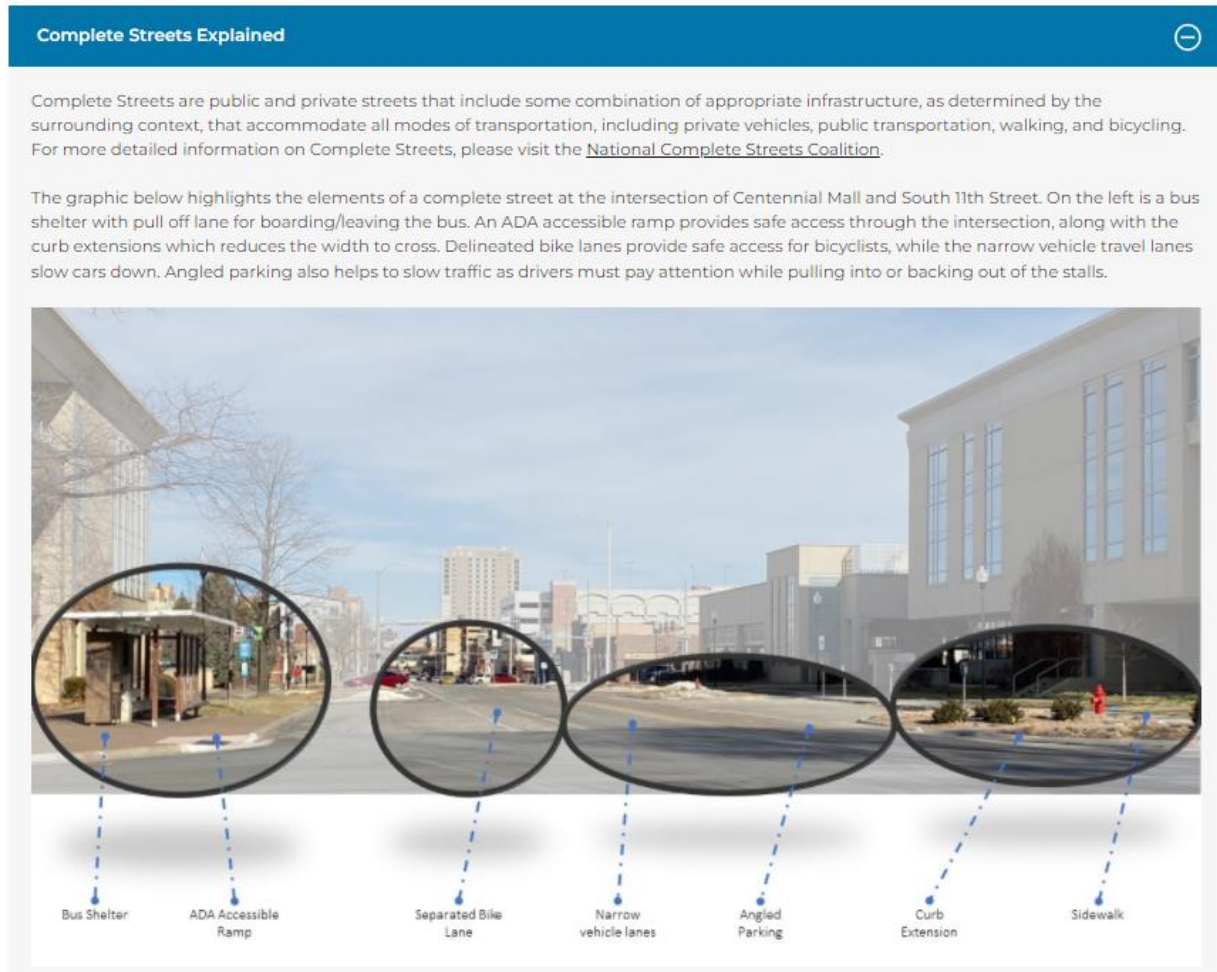 Complete Streets Explained
Complete Streets are public and private streets that include some combination of appropriate infrastructure, as determined by the
surrounding context, that accommodate all modes of transportation, including private vehicles, public transportation, walking, and bicycling.
For more detailed information on Complete Streets, please visit the National Complete Streets Coalition.
The graphic below highlights the elements of a complete street at the intersection of Centennial Mall and South 11th Street. On the left is a bus
shelter with pull off lane for boarding/leaving the bus. An ADA accessible ramp provides safe access through the intersection, along with the
curb extensions which reduces the width to cross. Delineated bike lanes provide safe access for bicyclists, while the narrow vehicle travel lanes
slow cars down. Angled parking also helps to slow traffic as drivers must pay attention while pulling into or backing out of the stalls.
Bus Shelter
ADA Accessible
Ramp
Separated Bike
Lane
Narrow
vehicle lanes
Angled
Parking
Curb
Extension
Sidewalk